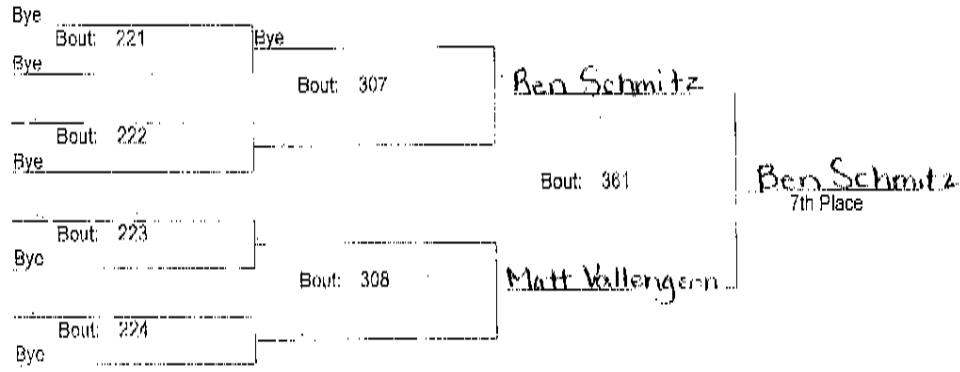 Bye
Bout: 221
Bye
Bye
Bout: 307
Ben Schmitz
Bout: 222
Bye
Bout: 361
Ben Schmitz
7th Place
Bout: 223
Bye
Bout: 308
Matt
Bout: 224
Bye